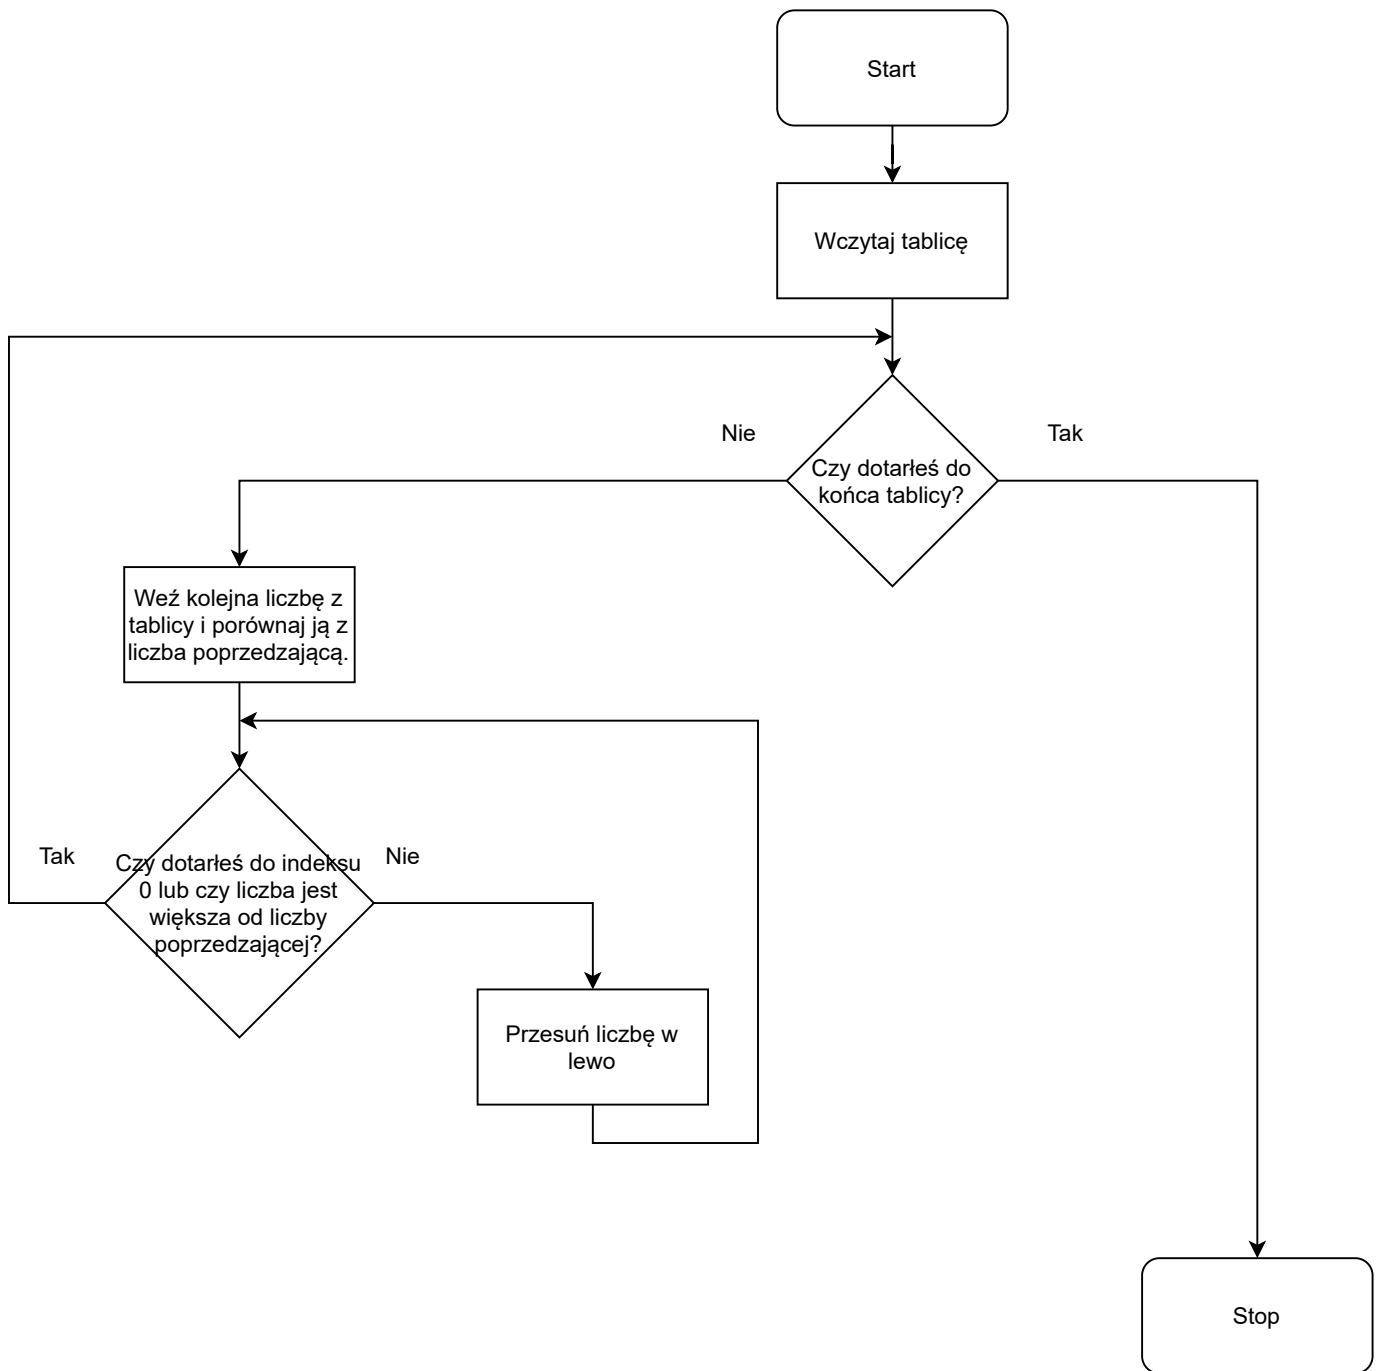 Start
Wczytaj tablicę
Nie
Tak
Czy dotarłeś do
końca tablicy?
Weź kolejna liczbę z
tablicy i porównaj ją z
liczba poprzedzającą.
Tak
Czy dotarłeś do indeksu
0 lub czy liczba jest
większa od liczby
poprzedzającej?
Nie
Przesuń liczbę w
lewo
Stop